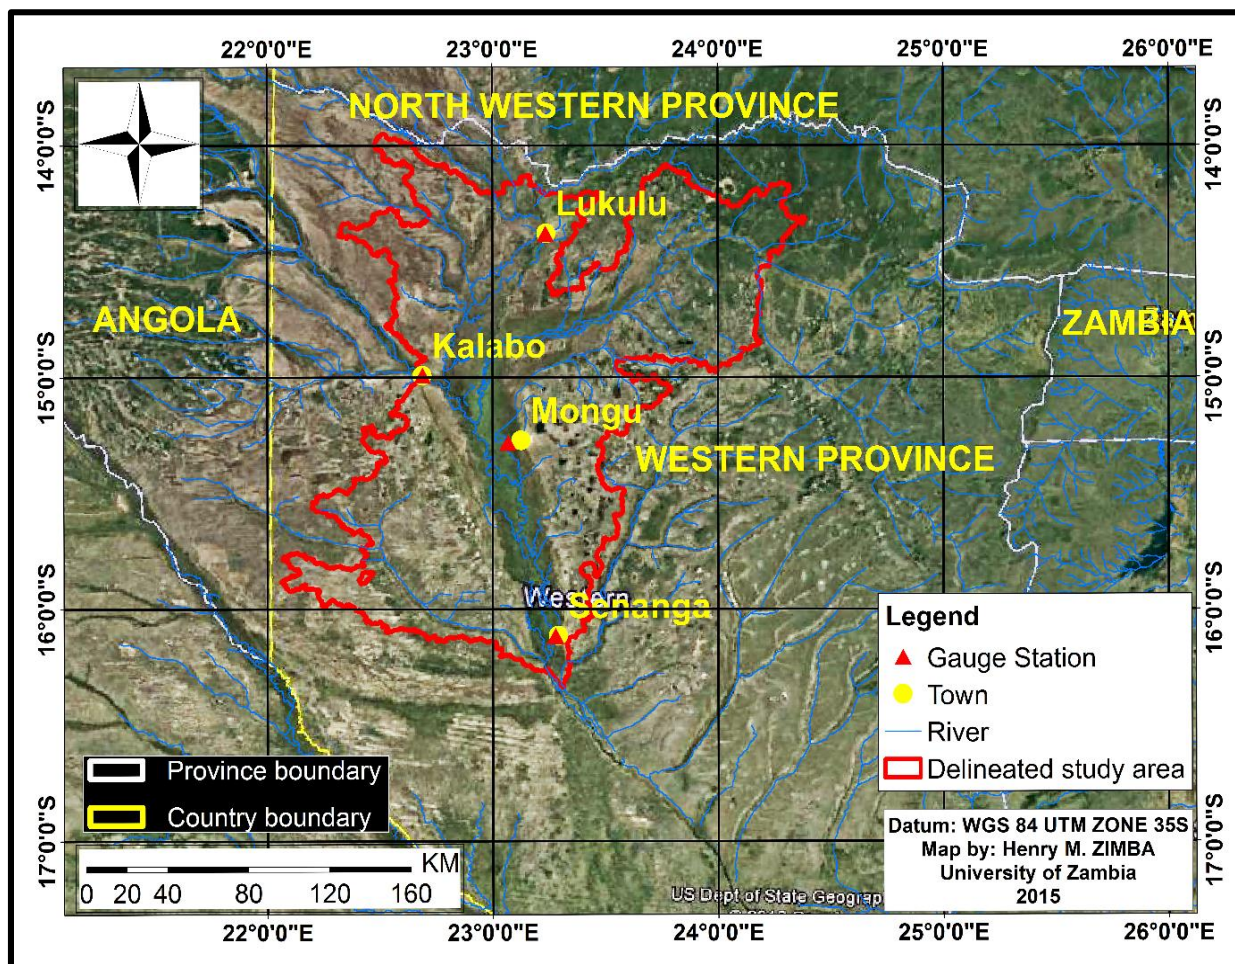 22°0'0"E 23°0'0"E 24°0'0"E 25°0'0"E 26°0'0"E
NORTH WESTERN PROVINCE
14°0'0"S 14°0'0"S
Lukulu
ANGOLA
ZAMBIA
Kalabo
15°0'0"S 15°0'0"S
Mongu
WESTERN PROVINCE
Western
Senanga
16°0'0"S 16°0'0"S
Legend
Gauge Station
Town
River
Delineated study area
Province boundary
Country boundary
17°0'0"S 17°0'0"S
Datum: WGS 84 UTM ZONE 35S
Map by: Henry M. ZIMBA
University of Zambia
2015
KM
0 20 40 80 120 160
US Dept of State Geograp
22°0'0"E 23°0'0"E 24°0'0"E 25°0'0"E 26°0'0"E